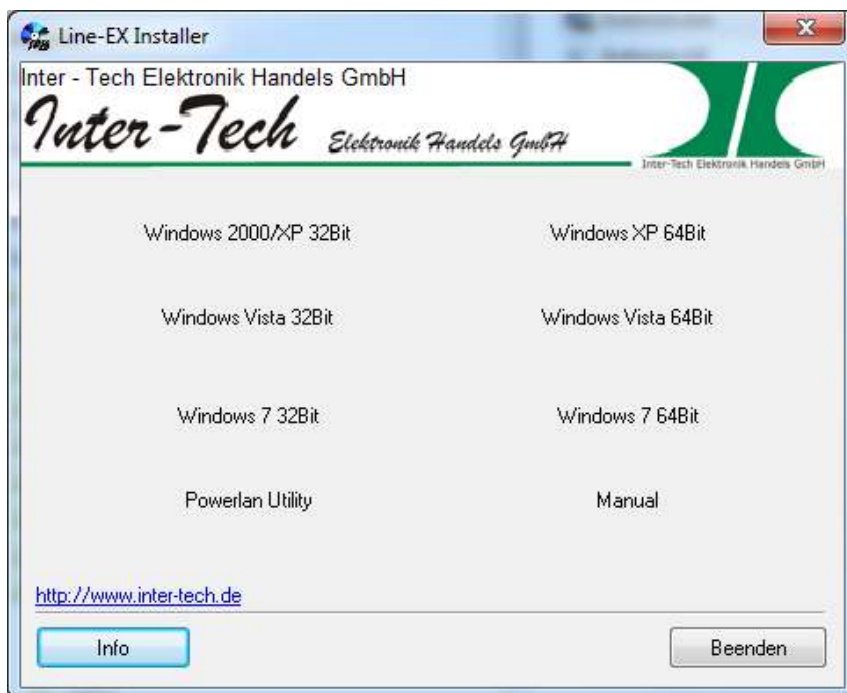 Line-EX Installer
Inter - Tech Elektronik Handels GmbH
Inter-Tech Elektronik Handels GmbH
Inter-Tech Elektronik Handels GmbH
Windows 2000/XP 32Bit
Windows XP 64Bit
Windows Vista 32Bit
Windows Vista 64Bit
Windows 7 32Bit
Windows 7 64Bit
Powerlan Utility
Manual
http://www.inter-tech.de
Info
Beenden